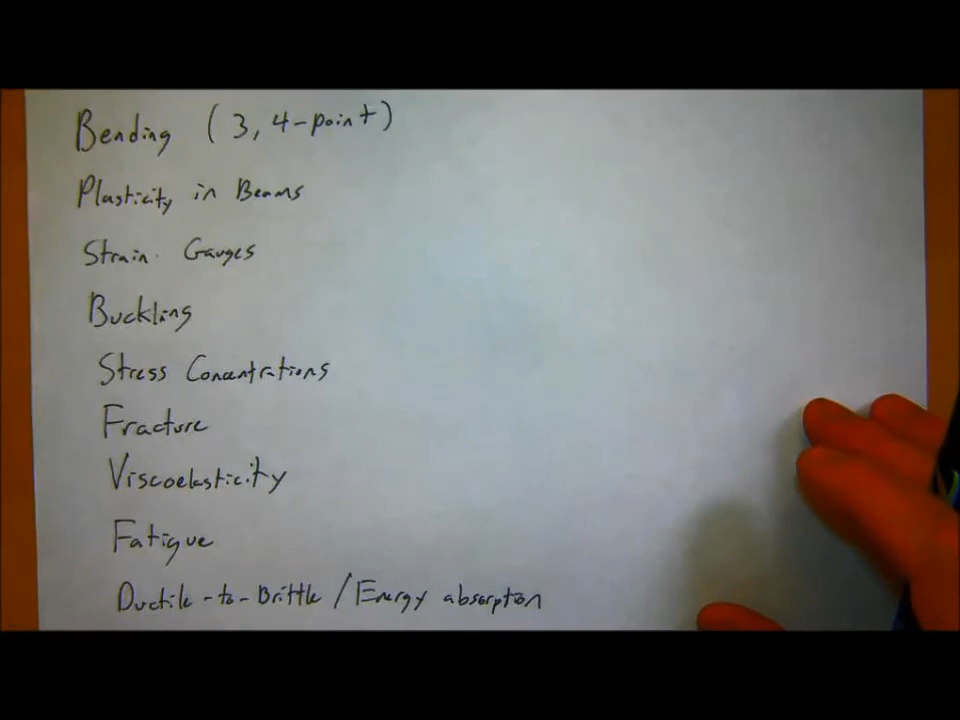 Bending (3, 4-point)
Plasticity in Beams
Strain Gauges
Buckling
Stress Concentrations
Fracture
Viscoelasticity
Fatigue
Ductile-to-Brittle / Energy absorption